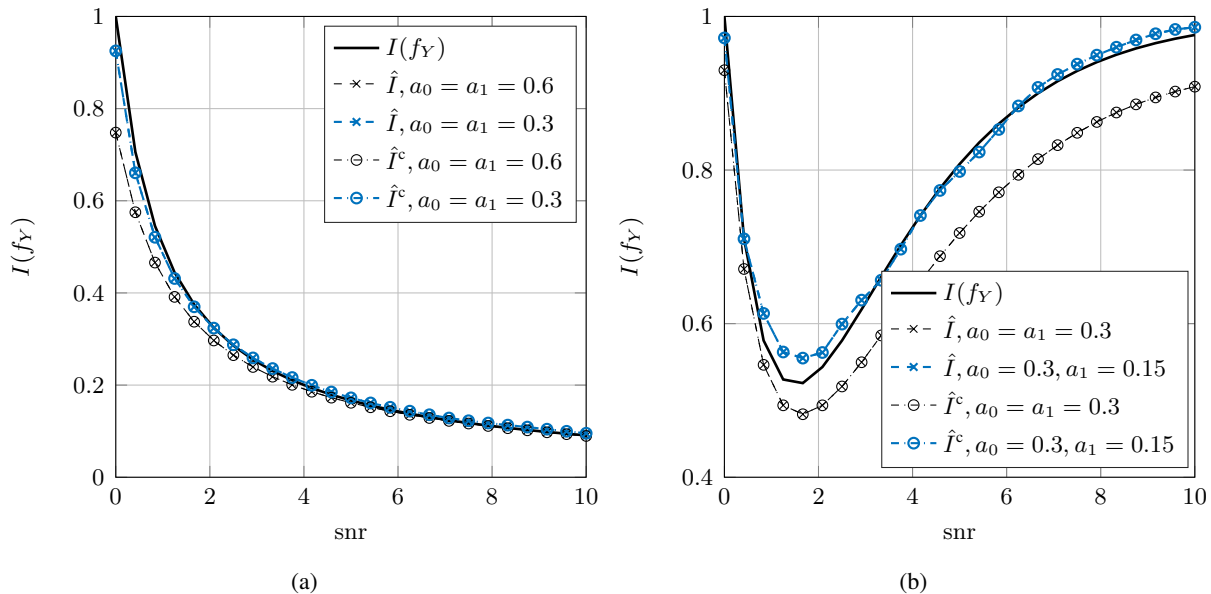 1
0.8
0.6
0.4
0.2
0
0 2 4 6 8 10
snr
I(f_Y)
I(f_Y)
Î, a_0 = a_1 = 0.6
Î, a_0 = a_1 = 0.3
Î^c, a_0 = a_1 = 0.6
Î^c, a_0 = a_1 = 0.3
(a)
1
0.8
0.6
0.4
0 2 4 6 8 10
snr
I(f_Y)
I(f_Y)
Î, a_0 = a_1 = 0.3
Î, a_0 = 0.3, a_1 = 0.15
Î^c, a_0 = a_1 = 0.3
Î^c, a_0 = 0.3, a_1 = 0.15
(b)